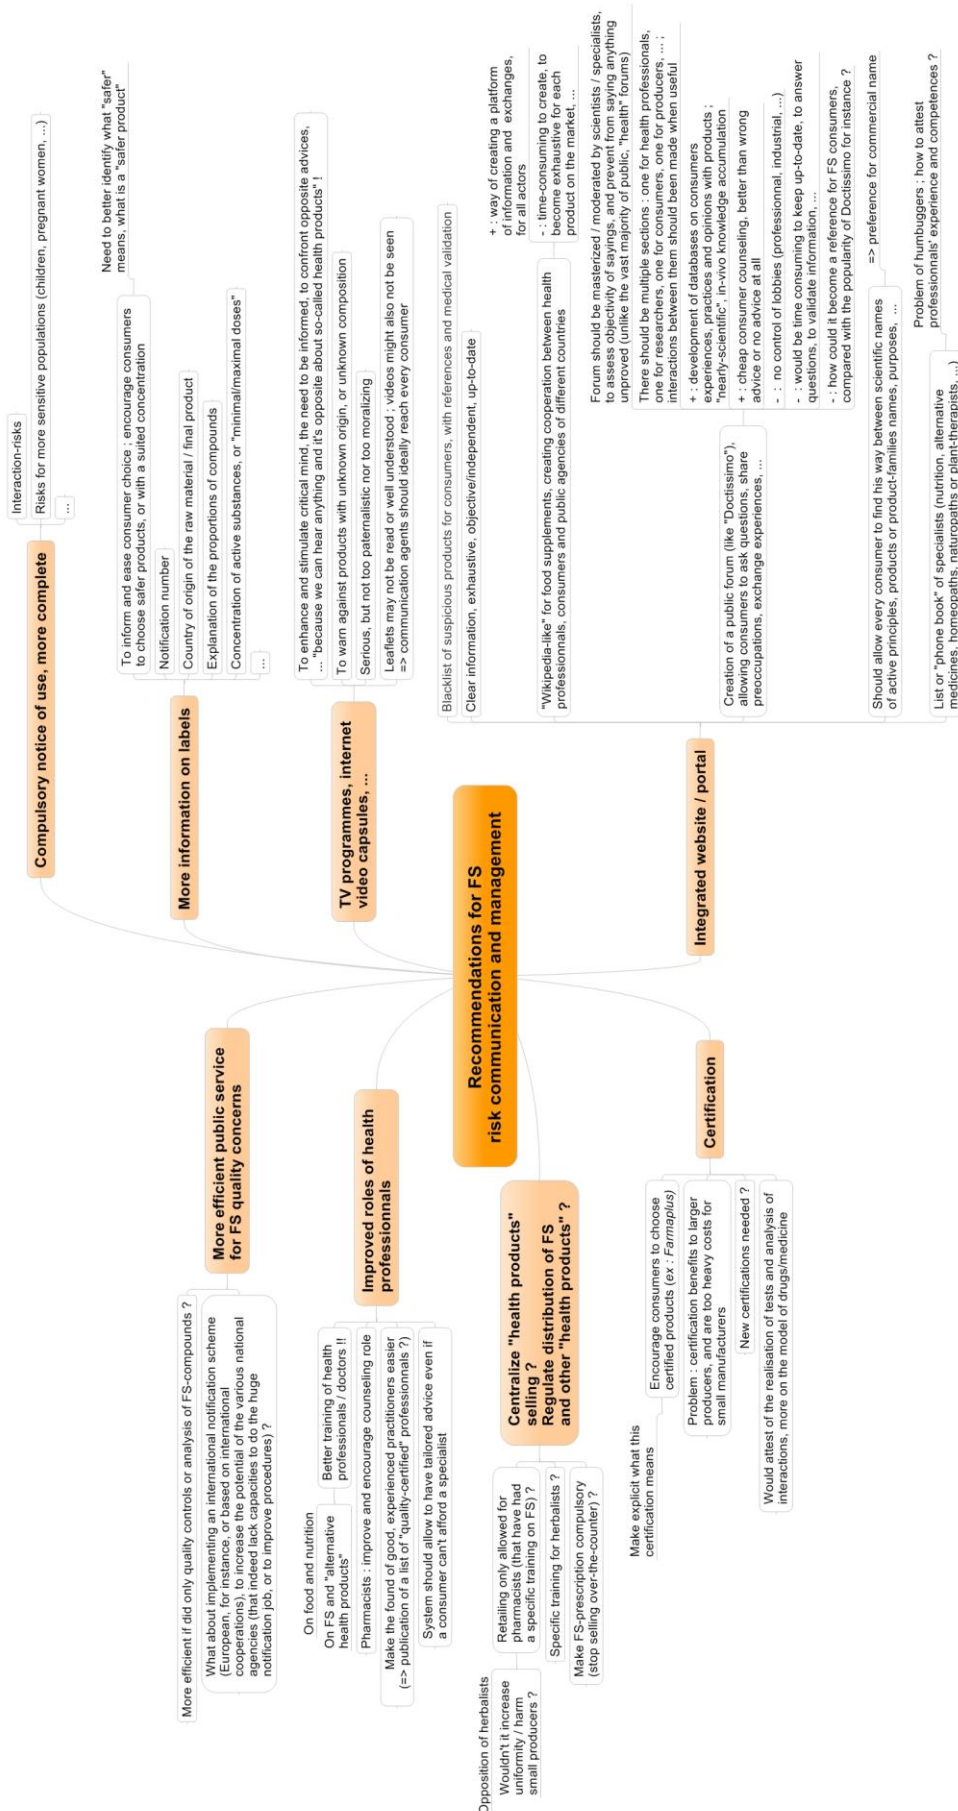 Recommendations for FS
risk communication and management
Compulsory notice of use, more complete
Interaction-risks
Risks for more sensitive populations (children, pregnant women, ...)
...
More information on labels
To inform and ease consumer choice ; encourage consumers
to choose safer products, or with a suited concentration
Need to better identify what "safer"
means, what is a "safer product"
Notification number
Country of origin of the raw material / final product
Explanation of the proportions of compounds
Concentration of active substances, or "minimal/maximal doses"
...
TV programmes, internet
video capsules, ...
To enhance and stimulate critical mind, the need to be informed, to confront opposite advices,
... "because we can hear anything and it's opposite about so-called health products" !
To warn against products with unknown origin, or unknown composition
Serious, but not too paternalistic nor too moralizing
Leaflets may not be read or well understood ; videos might also not be seen
=> communication agents should ideally reach every consumer
Integrated website / portal
Blacklist of suspicious products for consumers, with references and medical validation
Clear information, exhaustive, objective/independent, up-to-date
"Wikipedia-like" for food supplements, creating cooperation between health
professionals, consumers and public agencies of different countries
+ : way of creating a platform
of information and exchanges,
for all actors
- : time-consuming to create, to
become exhaustive for each
product on the market, ...
Creation of a public forum (like "Doctissimo"),
allowing consumers to ask questions, share
preoccupations, exchange experiences, ...
Forum should be masterized / moderated by scientists / specialists,
to assess objectivity of sayings, and prevent from saying anything
unproved (unlike the vast majority of public, "health" forums)
There should be multiple sections : one for health professionals,
one for researchers, one for consumers, one for producers, ... ;
interactions between them should been made when useful
+ : development of databases on consumers
experiences, practices and opinions with products ;
"nearly-scientific", in-vivo knowledge accumulation
+ : cheap consumer counseling, better than wrong
advice or no advice at all
- : no control of lobbies (professionnal, industrial, ...)
- : would be time consuming to keep up-to-date, to answer
questions, to validate information, ...
- : how could it become a reference for FS consumers,
compared with the popularity of Doctissimo for instance ?
Should allow every consumer to find his way between scientific names
of active principles, products or product-families names, purposes, ...
=> preference for commercial name
List or "phone book" of specialists (nutrition, alternative
medicines, homeopaths, naturopaths or plant-therapists, ...)
Problem of humbuggers ; how to attest
professionals' experience and competences ?
More efficient public service
for FS quality concerns
More efficient if did only quality controls or analysis of FS-compounds ?
What about implementing an international notification scheme
(European, for instance, or based on international
cooperations), to increase the potential of the various national
agencies (that indeed lack capacities to do the huge
notification job, or to improve procedures) ?
Improved roles of health
professionnals
Better training of health
professionals / doctors !!
On food and nutrition
On FS and "alternative
health products"
Pharmacists : improve and encourage counseling role
Make the found of good, experienced practitioners easier
(=> publication of a list of "quality-certified" professionnals ?)
System should allow to have tailored advice even if
a consumer can't afford a specialist
Centralize "health products"
selling ?
Regulate distribution of FS
and other "health products" ?
Retailing only allowed for
pharmacists (that have had
a specific training on FS) ?
Opposition of herbalists
Wouldn't it increase
uniformity / harm
small producers ?
Specific training for herbalists ?
Make FS-prescription compulsory
(stop selling over-the-counter) ?
Certification
Encourage consumers to choose
certified products (ex : Farmaplus)
Make explicit what this
certification means
Problem : certification benefits to larger
producers, and are too heavy costs for
small manufacturers
New certifications needed ?
Would attest of the realisation of tests and analysis of
interactions, more on the model of drugs/medicine